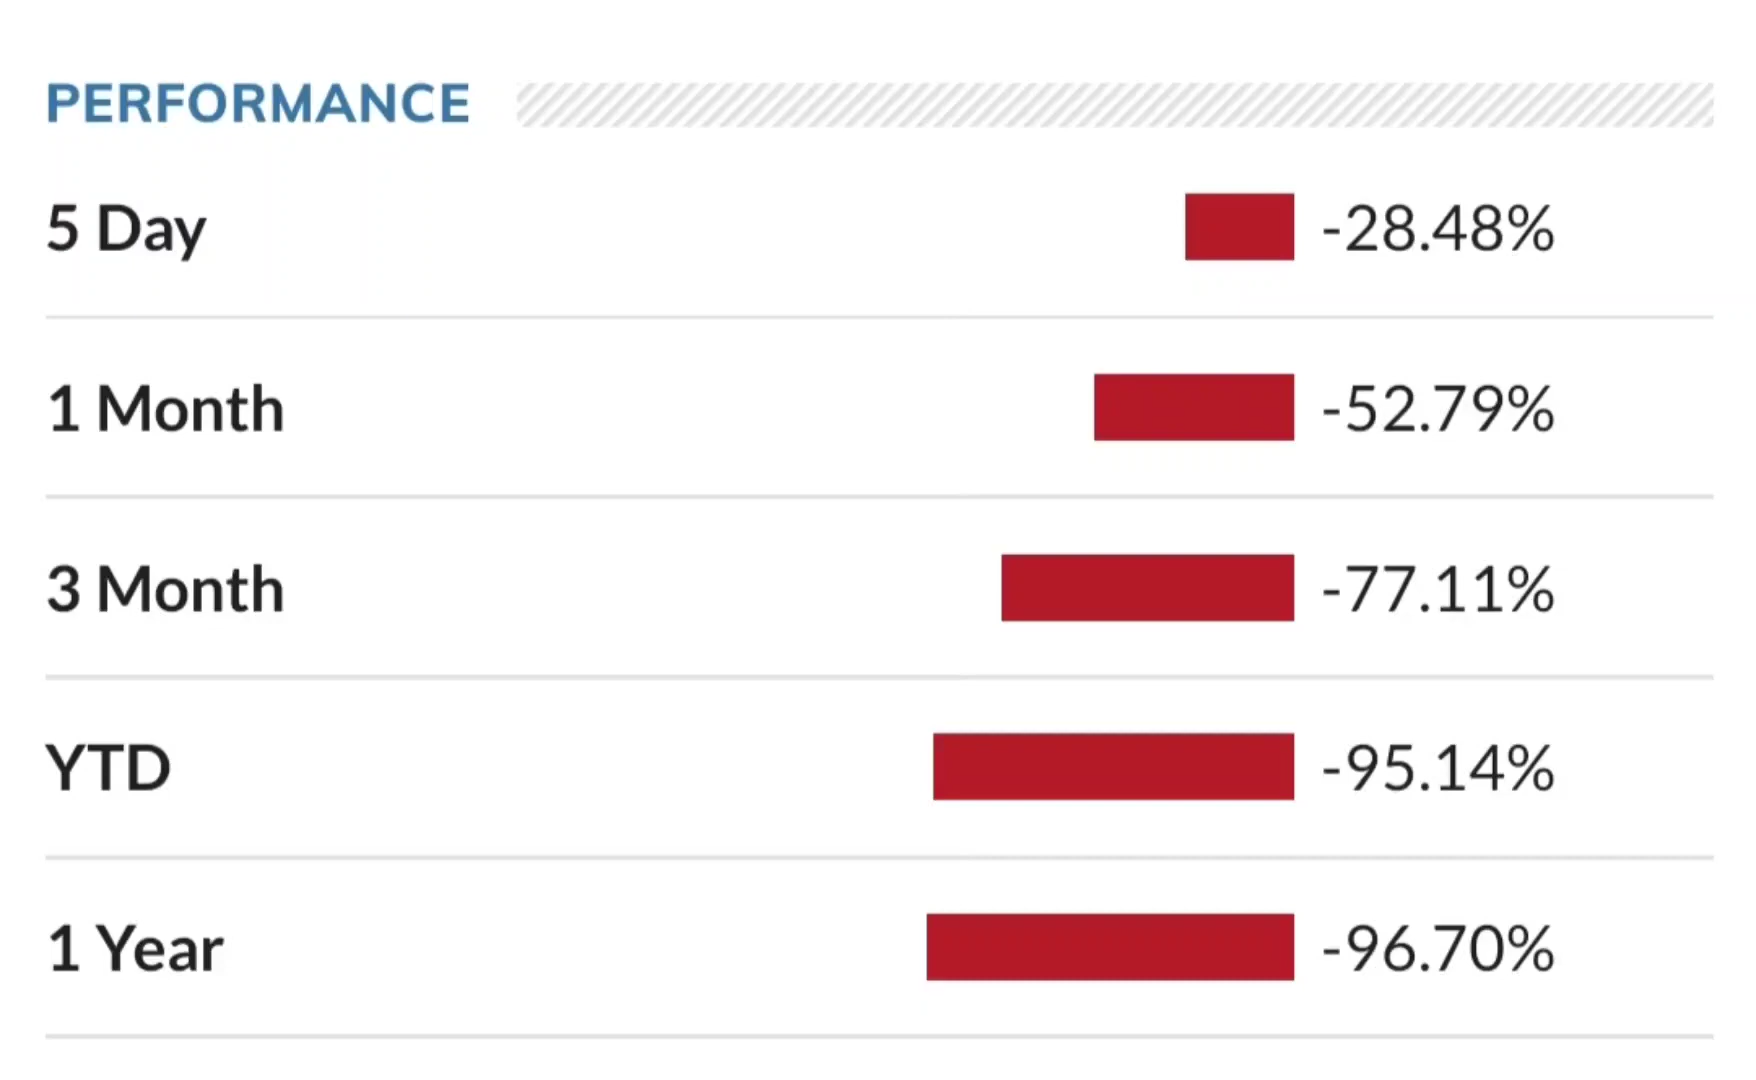 PERFORMANCE
5 Day -28.48%
1 Month -52.79%
3 Month -77.11%
YTD -95.14%
1 Year -96.70%